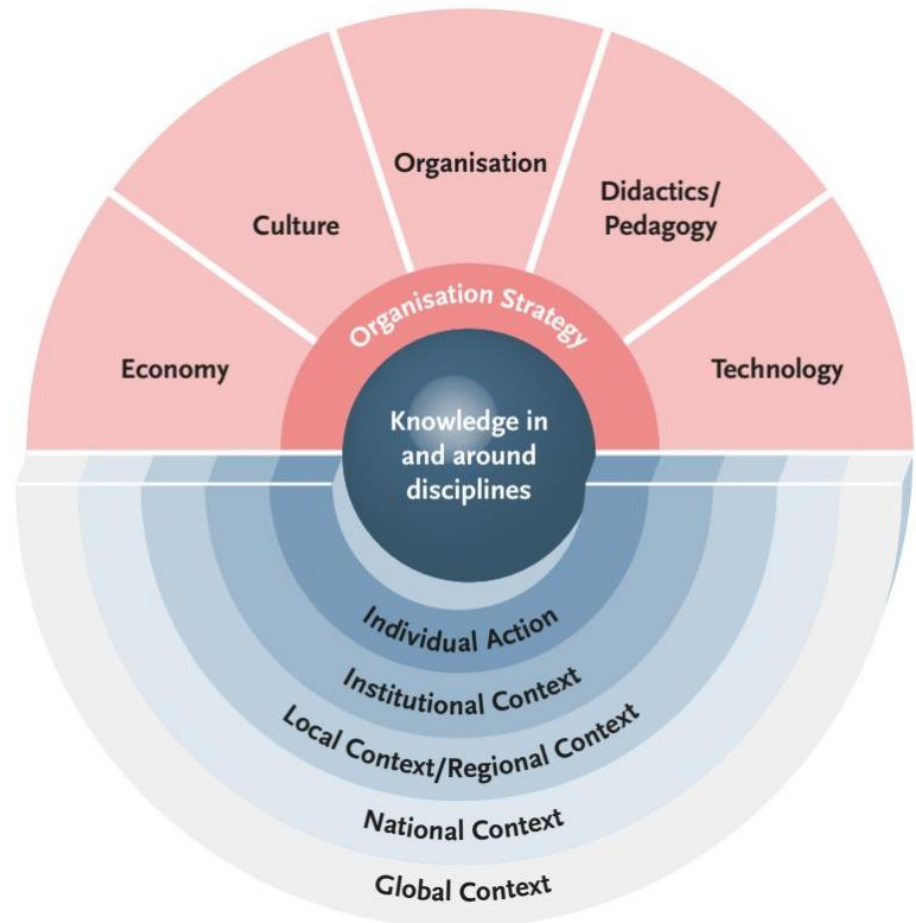 Organisation
Didactics/
Pedagogy
Culture
Organisation Strategy
Economy
Technology
Knowledge in
and around
disciplines
Individual Action
Institutional Context
Local Context/Regional Context
National Context
Global Context